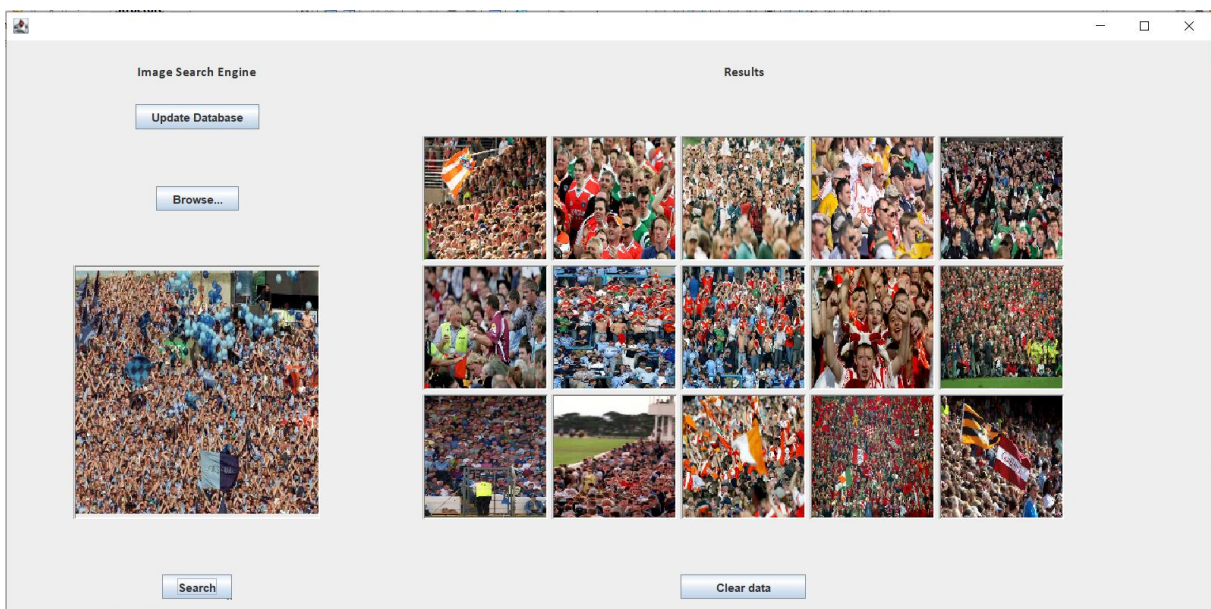 Image Search Engine
Results
Update Database
Browse...
Search
Clear data